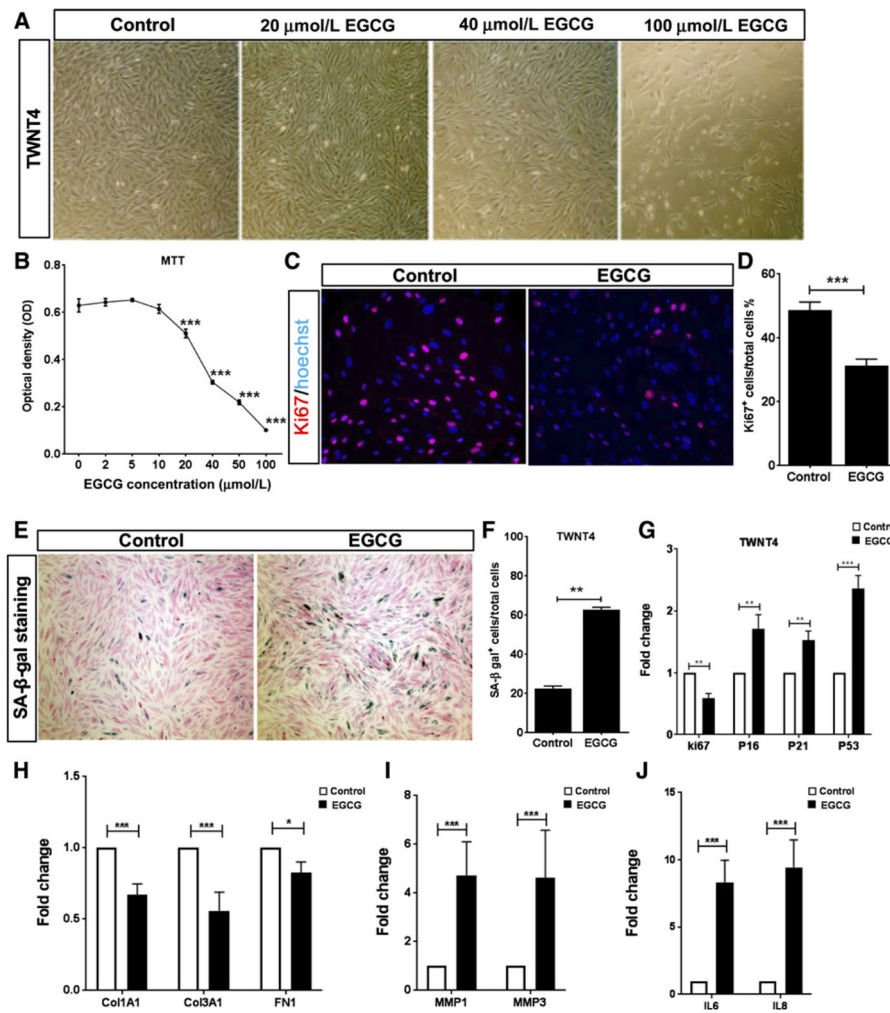 A
Control 20 μmol/L EGCG 40 μmol/L EGCG 100 μmol/L EGCG
TWNT4
B
MTT
Optical density (OD)
0.8
0.6
0.4
0.2
0.0
***
***
***
***
0 2 5 10 20 40 50 100
EGCG concentration (μmol/L)
C
Control EGCG
Ki67/hoechst
D
Ki67+ cells/total cells %
60
40
20
0
***
Control EGCG
E
Control EGCG
SA-β-gal staining
F
TWNT4
SA-β gal+ cells/total cells
100
80
60
40
20
0
**
Control EGCG
G
TWNT4
Control
EGCG
Fold change
3
2
1
0
**
**
**
***
ki67 P16 P21 P53
H
Control
EGCG
Fold change
1.5
1.0
0.5
0.0
***
***
*
Col1A1 Col3A1 FN1
I
Control
EGCG
Fold change
8
6
4
2
0
***
***
MMP1 MMP3
J
Control
EGCG
Fold change
15
10
5
0
***
***
IL6 IL8